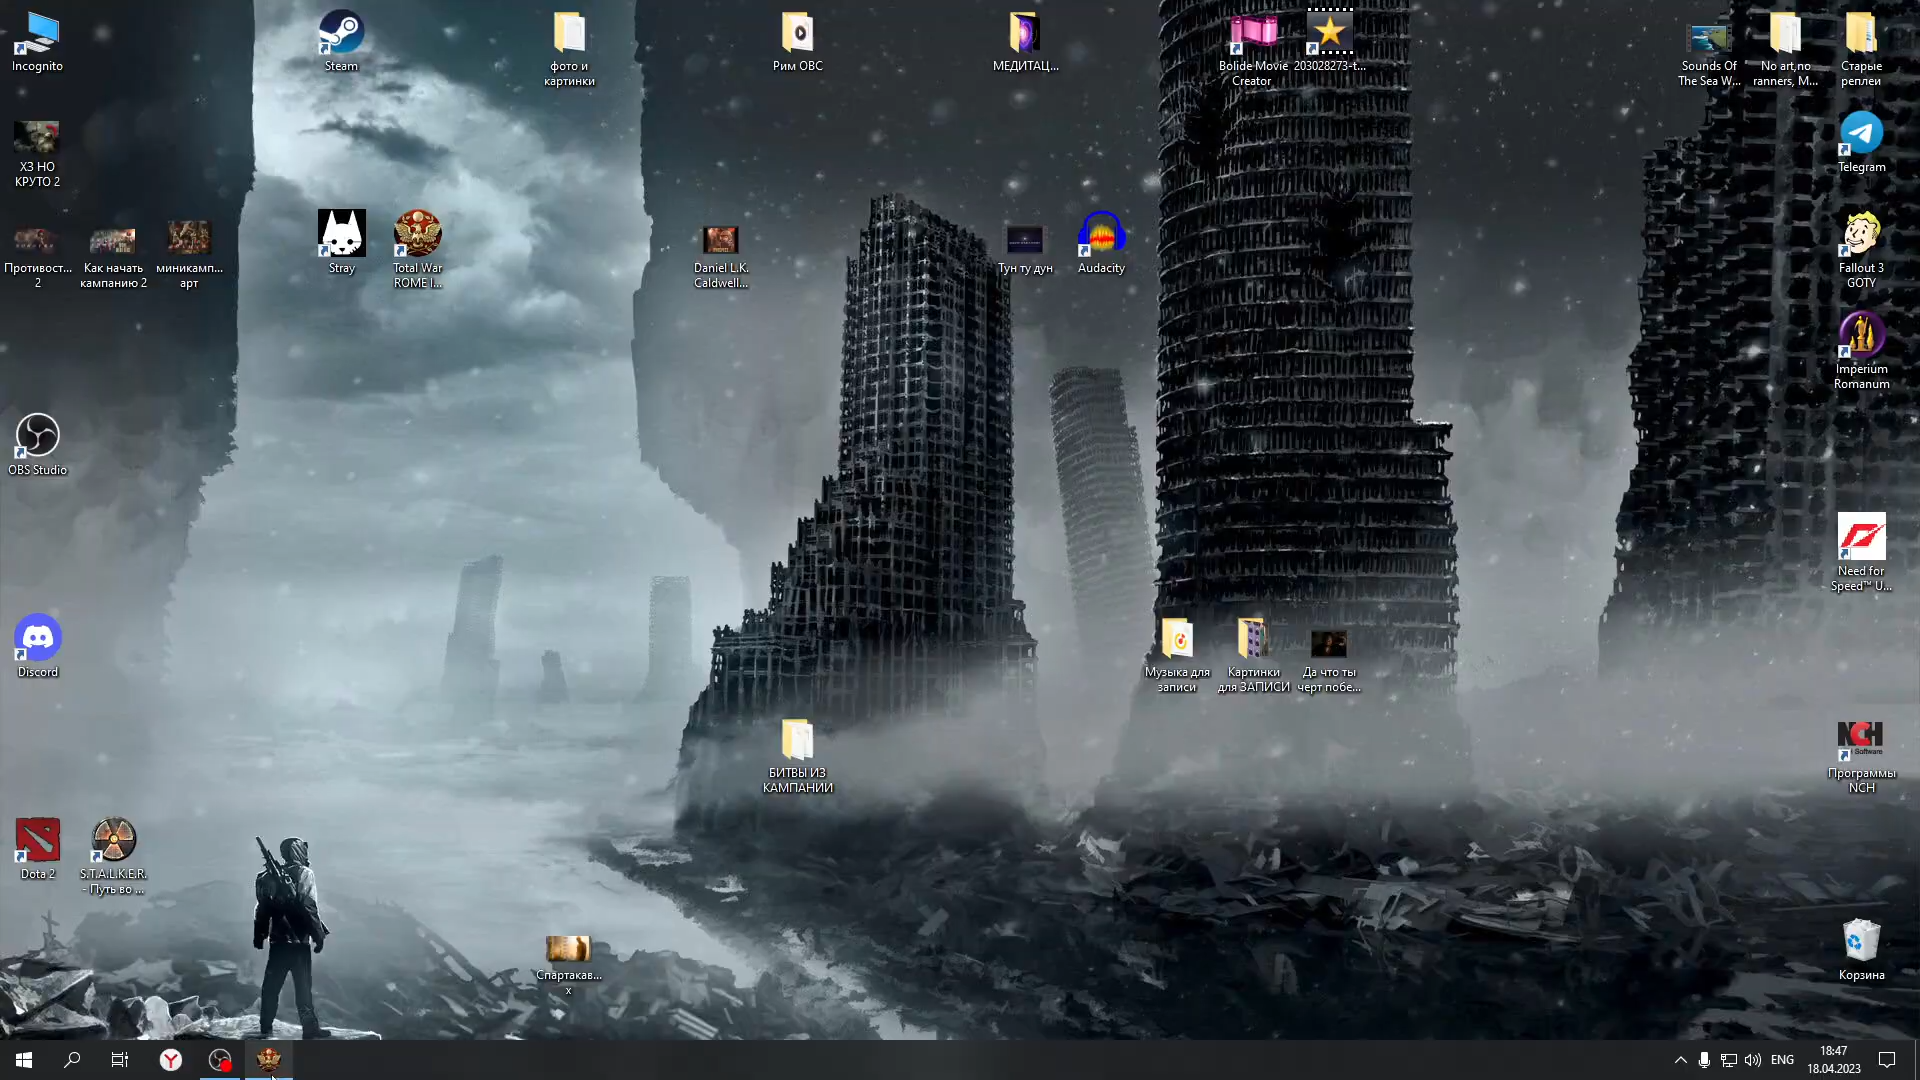 Incognito
Steam
фото и
картинки
Рим ОВС
МЕДИТАЦ...
Bolide Movie
Creator
203028273-t...
Sounds Of
The Sea W...
No art,no
ranners, M...
Старые
реплеи
ХЗ НО
КРУТО 2
Telegram
Противост...
2
Как начать
кампанию 2
миникамп...
арт
Stray
Total War
ROME I...
Daniel L.K.
Caldwell...
Тун ту дун
Audacity
Fallout 3
GOTY
Imperium
Romanum
OBS Studio
Need for
Speed™ U...
Discord
Музыка для
записи
Картинки
для ЗАПИСИ
Да что ты
черт побе...
БИТВЫ ИЗ
КАМПАНИИ
NCH
Software
Программы
NCH
Dota 2
S.T.A.L.K.E.R.
- Путь во ...
Спартакав...
х
Корзина
ENG
18:47
18.04.2023